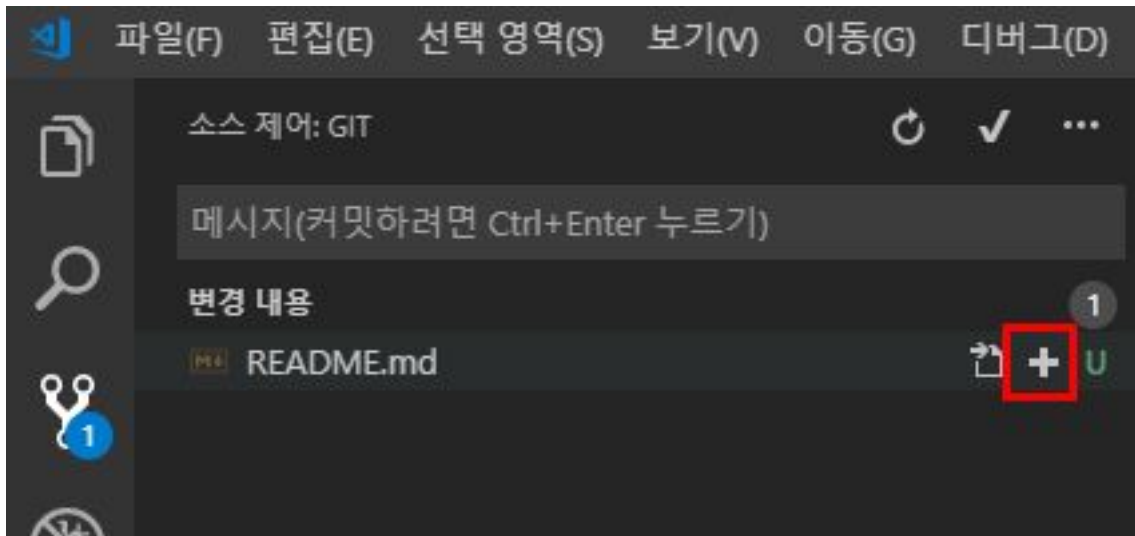 파일(F) 편집(E) 선택 영역(S) 보기(V) 이동(G) 디버그(D)
소스 제어: GIT
메시지(커밋하려면 Ctrl+Enter 누르기)
변경 내용 1
M↓ README.md U
1